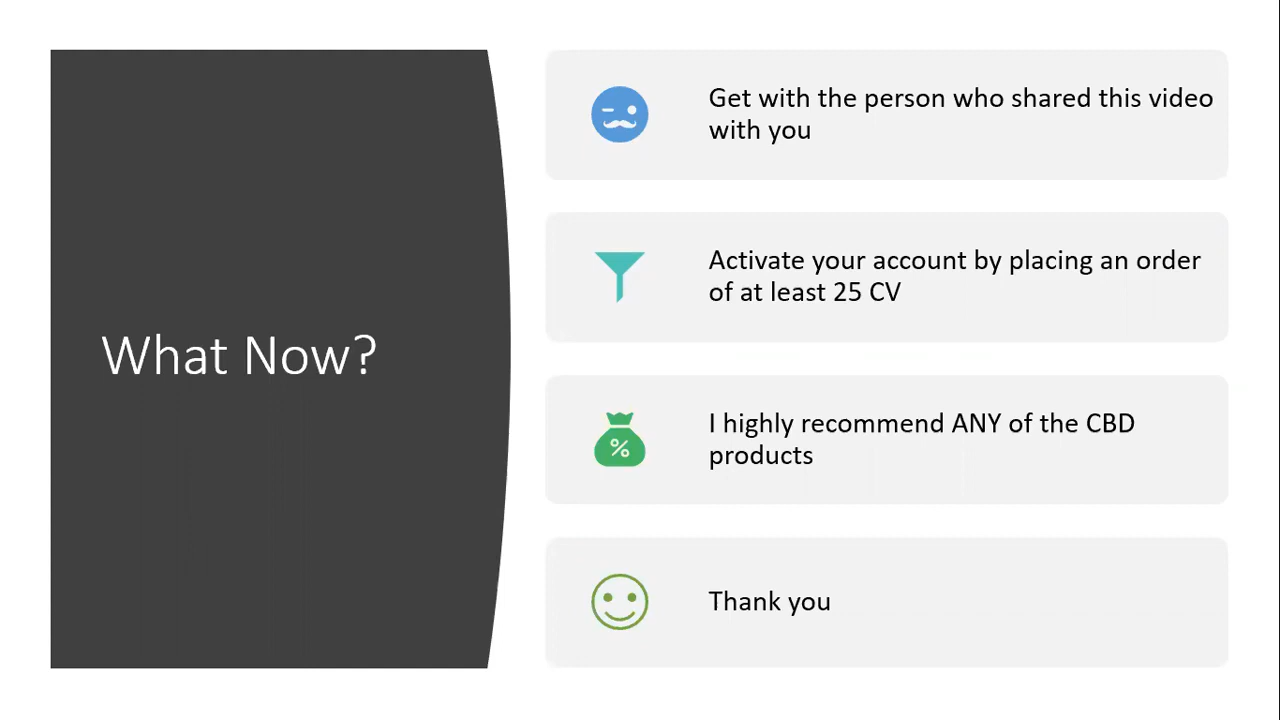 What Now?
Get with the person who shared this video
with you
Activate your account by placing an order
of at least 25 CV
I highly recommend ANY of the CBD
products
%
Thank you